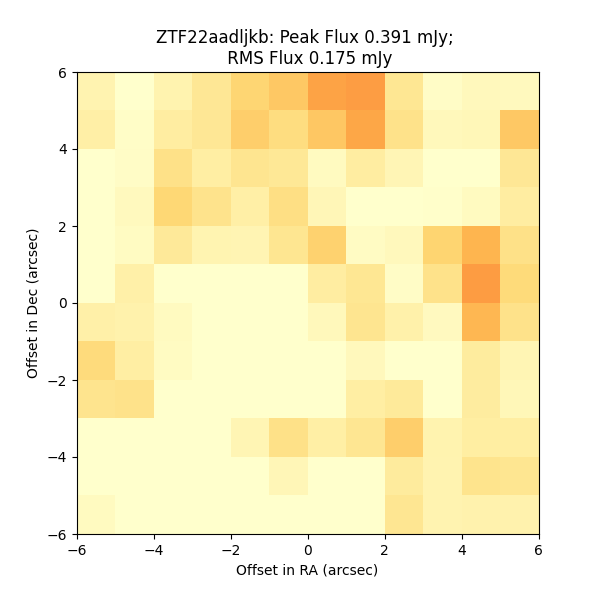 ZTF22aadljkb: Peak Flux 0.391 mJy;
RMS Flux 0.175 mJy
6
4
2
0
−2
−4
−6
Offset in Dec (arcsec)
−6 −4 −2 0 2 4 6
Offset in RA (arcsec)